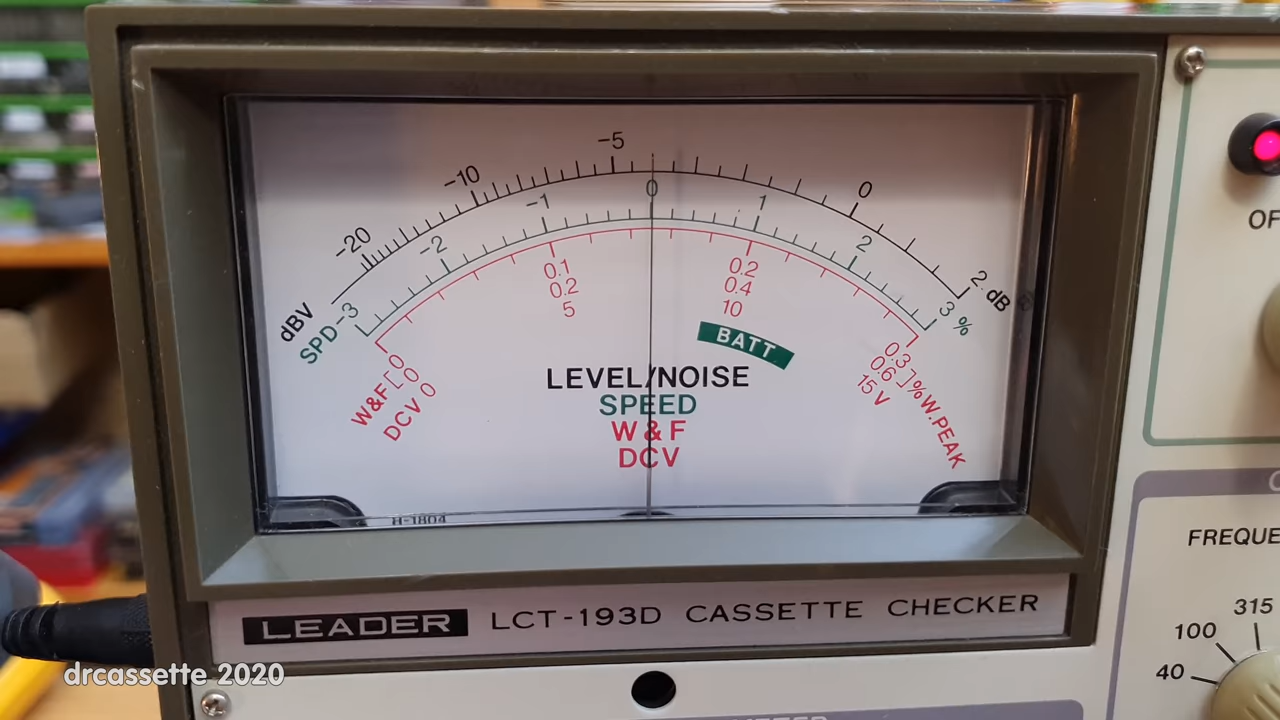 -20 -10 -5 0 2 dB
dBV
SPD -3 -2 -1 0 1 2 3 %
0.1 0.2
0.2 0.4
5 10
W&F [ 0 0 0.3 0.6 ] % W.PEAK
DCV 0 15 V
BATT
LEVEL/NOISE
SPEED
W & F
DCV
H-1804
LEADER LCT-193D CASSETTE CHECKER
OF
FREQUE
315
100
40
drcassette 2020